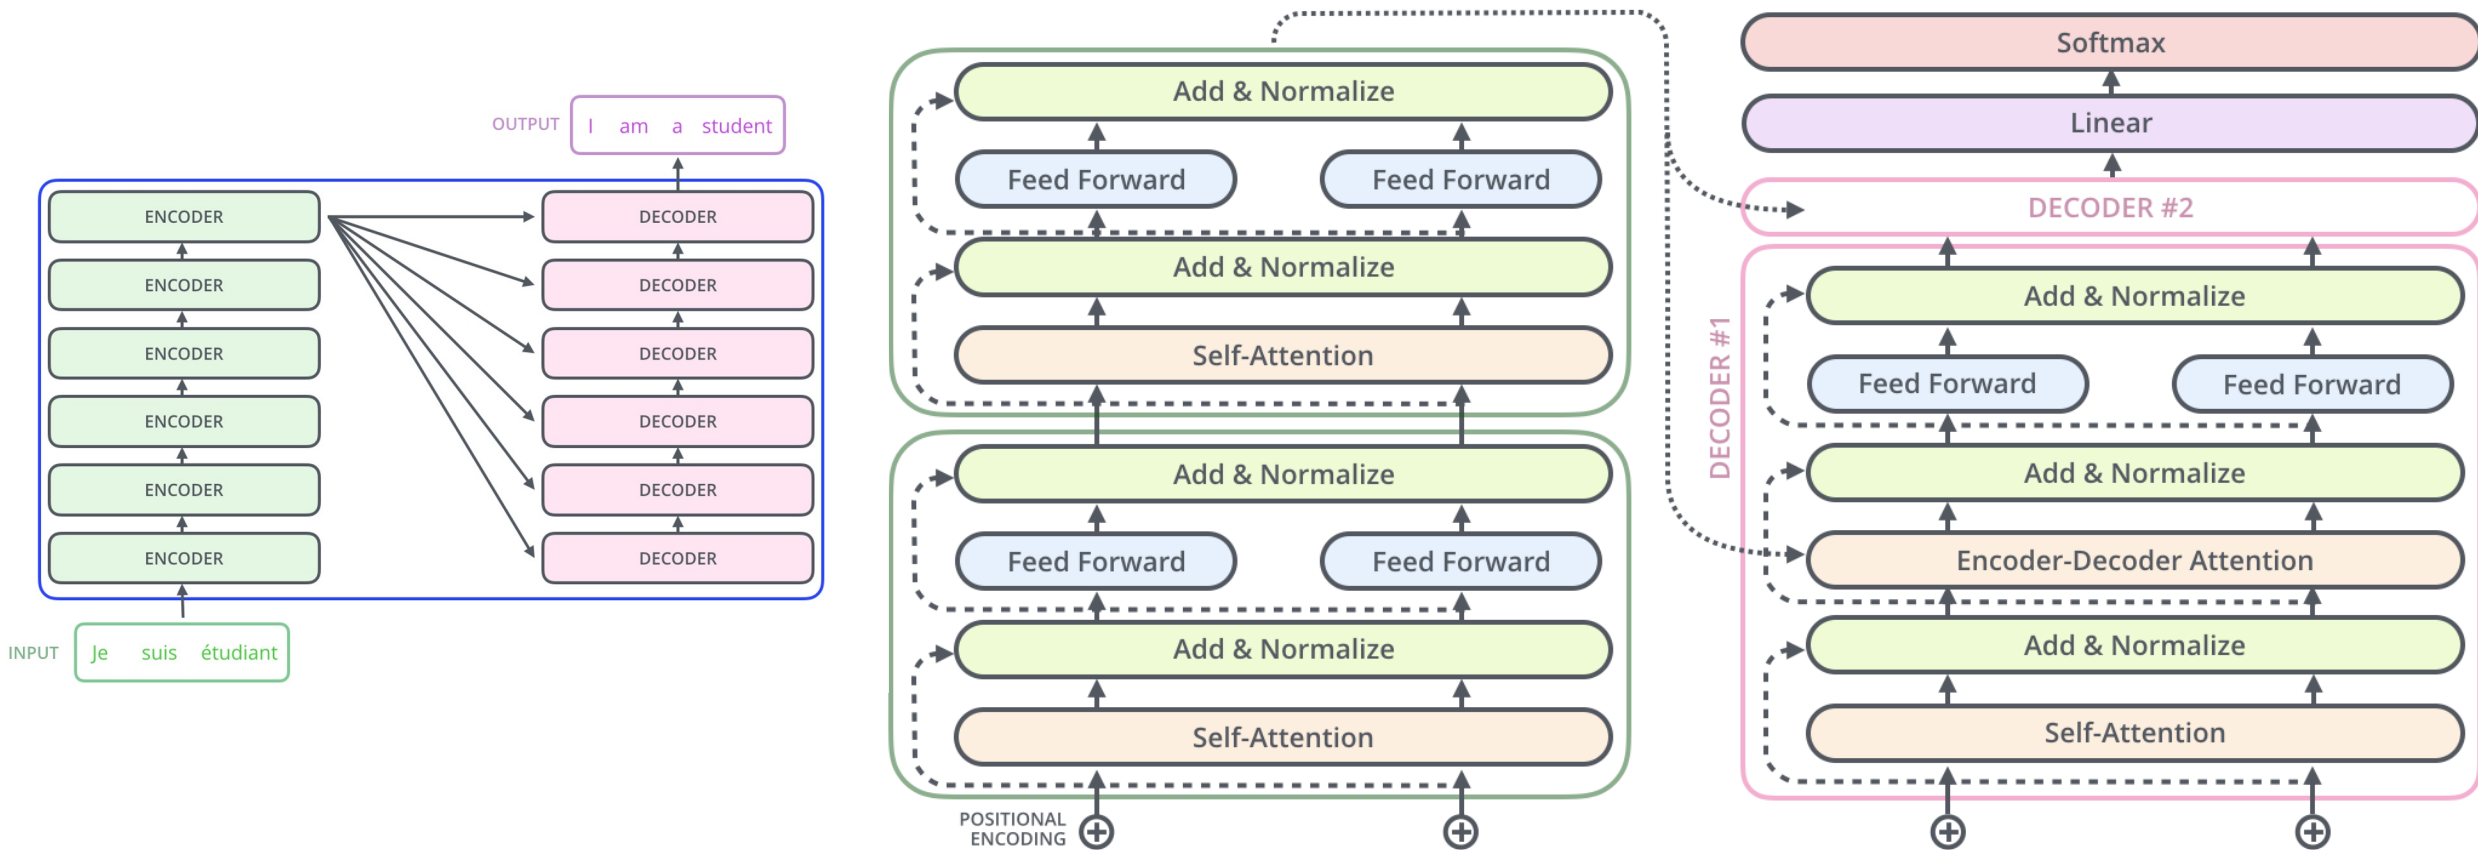 OUTPUT I am a student
ENCODER
ENCODER
ENCODER
ENCODER
ENCODER
ENCODER
DECODER
DECODER
DECODER
DECODER
DECODER
DECODER
INPUT Je suis étudiant
Add & Normalize
Feed Forward Feed Forward
Add & Normalize
Self-Attention
Add & Normalize
Feed Forward Feed Forward
Add & Normalize
Self-Attention
POSITIONAL
ENCODING
Softmax
Linear
DECODER #2
DECODER #1
Add & Normalize
Feed Forward Feed Forward
Add & Normalize
Encoder-Decoder Attention
Add & Normalize
Self-Attention